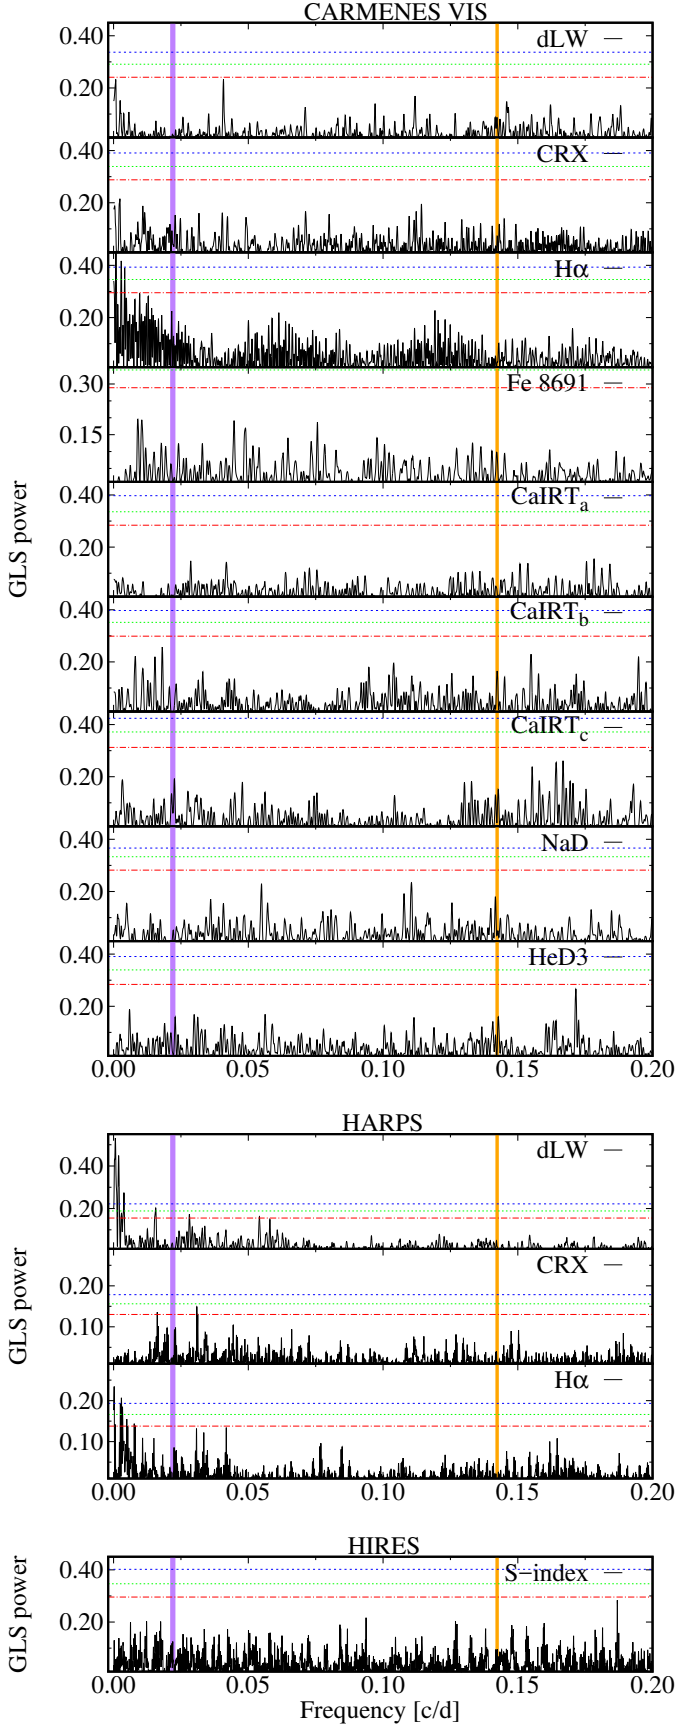 CARMENES VIS
0.40
0.20
dLW
0.40
0.20
CRX
0.40
0.20
Hα
0.30
0.15
Fe 8691
0.40
0.20
CaIRTa
0.40
0.20
CaIRTb
0.40
0.20
CaIRTc
0.40
0.20
NaD
0.40
0.20
HeD3
GLS power
0.00 0.05 0.10 0.15 0.20
HARPS
0.40
0.20
dLW
0.20
0.10
CRX
0.20
0.10
Hα
GLS power
0.00 0.05 0.10 0.15 0.20
HIRES
0.40
0.20
S-index
GLS power
0.00 0.05 0.10 0.15 0.20
Frequency [c/d]